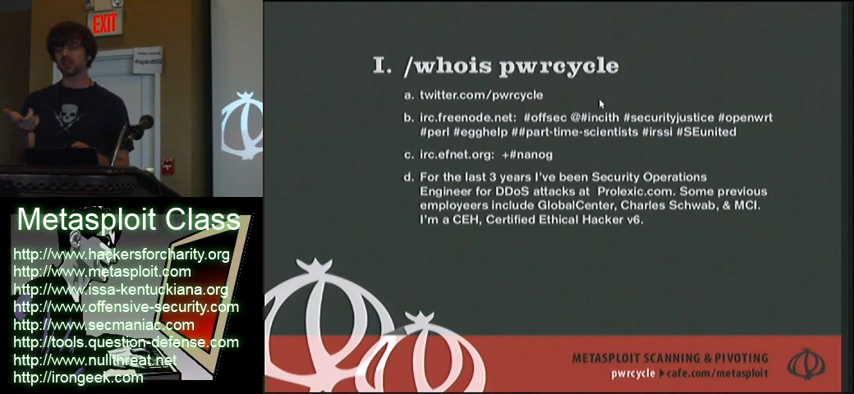 EXIT
I. /whois pwrcycle
a. twitter.com/pwrcycle
b. irc.freenode.net: #offsec @#incith #securityjustice #openwrt
#perl #egghelp ##part-time-scientists #irssi #SEunited
c. irc.efnet.org: +#nanog
d. For the last 3 years I've been Security Operations
Engineer for DDoS attacks at Prolexic.com. Some previous
employeers include GlobalCenter, Charles Schwab, & MCI.
I'm a CEH, Certified Ethical Hacker v6.
Metasploit Class
http://www.hackersforcharity.org
http://www.metasploit.com
http://www.issa-kentuckiana.org
http://www.offensive-security.com
http://www.secmaniac.com
http://tools.question-defense.com
http://www.nullthreat.net
http://irongeek.com
METASPLOIT SCANNING & PIVOTING
pwrcycle cafe.com/metasploit